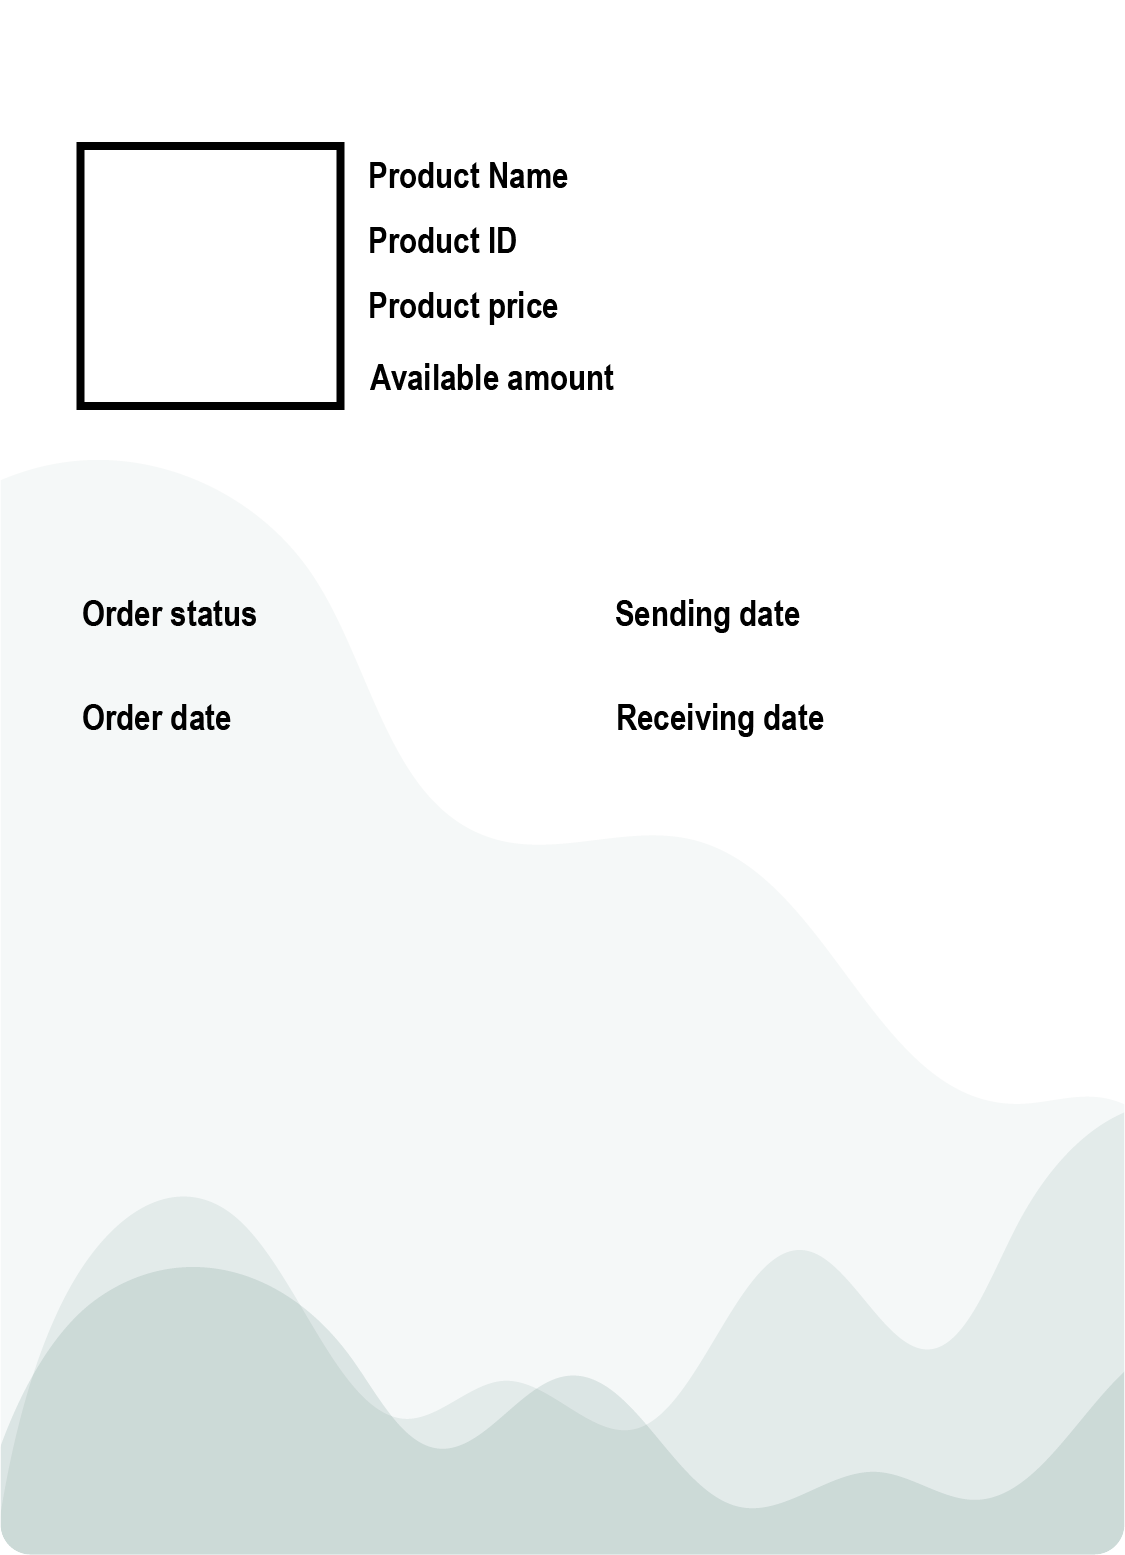 Product Name
Product ID
Product price
Available amount
Order status
Sending date
Order date
Receiving date